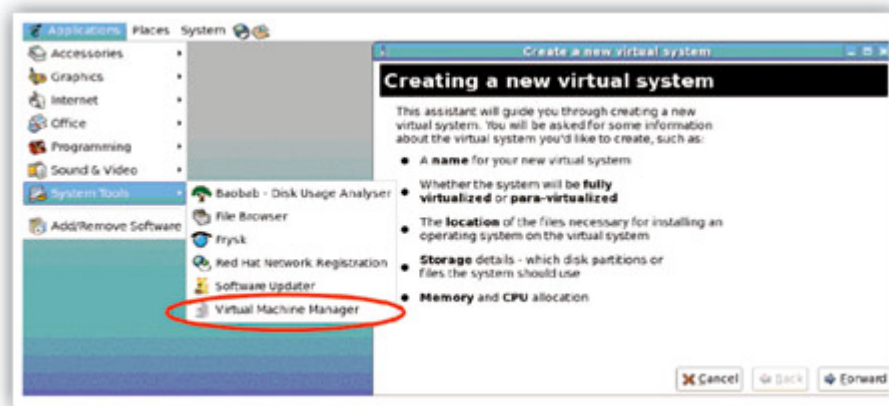 Applications Places System
Accessories
Graphics
Internet
Office
Programming
Sound & Video
System Tools
Add/Remove Software
Baobab - Disk Usage Analyser
File Browser
Frysk
Red Hat Network Registration
Software Updater
Virtual Machine Manager
Create a new virtual system
Creating a new virtual system
This assistant will guide you through creating a new
virtual system. You will be asked for some information
about the virtual system you'd like to create, such as:
A name for your new virtual system
Whether the system will be fully
virtualized or para-virtualized
The location of the files necessary for installing an
operating system on the virtual system
Storage details - which disk partitions or
files the system should use
Memory and CPU allocation
Cancel Back Forward